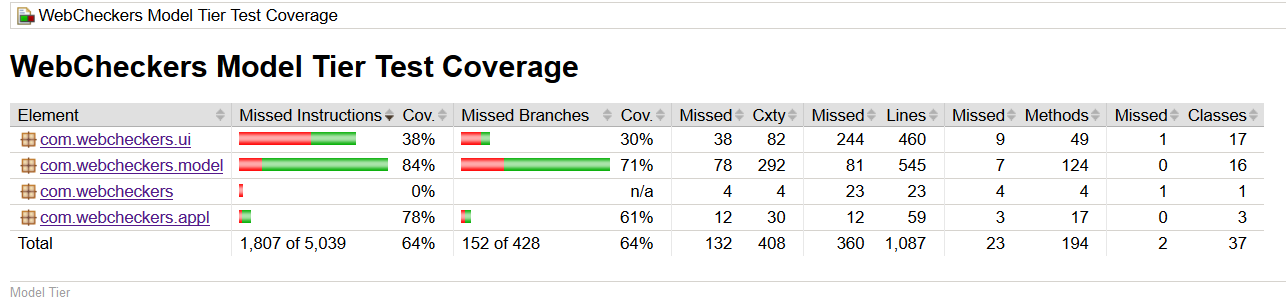 WebCheckers Model Tier Test Coverage
WebCheckers Model Tier Test Coverage
Element Missed Instructions Cov. Missed Branches Cov. Missed Cxty Missed Lines Missed Methods Missed Classes
com.webcheckers.ui 38% 30% 38 82 244 460 9 49 1 17
com.webcheckers.model 84% 71% 78 292 81 545 7 124 0 16
com.webcheckers 0% n/a 4 4 23 23 4 4 1 1
com.webcheckers.appl 78% 61% 12 30 12 59 3 17 0 3
Total 1,807 of 5,039 64% 152 of 428 64% 132 408 360 1,087 23 194 2 37
Model Tier